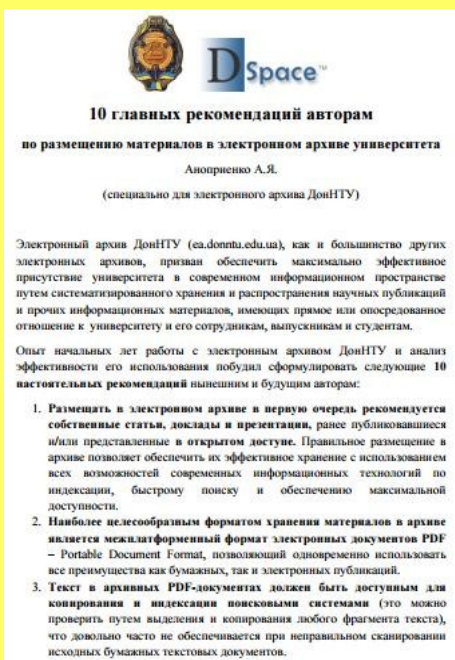 DSpace™
10 главных рекомендаций авторам
по размещению материалов в электронном архиве университета
Аноприенко А.Я.
(специально для электронного архива ДонНТУ)
Электронный архив ДонНТУ (ea.donntu.edu.ua), как и большинство других
электронных архивов, призван обеспечить максимально эффективное
присутствие университета в современном информационном пространстве
путем систематизированного хранения и распространения научных публикаций
и прочих информационных материалов, имеющих прямое или опосредованное
отношение к университету и его сотрудникам, выпускникам и студентам.
Опыт начальных лет работы с электронным архивом ДонНТУ и анализ
эффективности его использования побудил сформулировать следующие 10
настоятельных рекомендаций нынешним и будущим авторам:
1. Размещать в электронном архиве в первую очередь рекомендуется
собственные статьи, доклады и презентации, ранее публиковавшиеся
и/или представленные в открытом доступе. Правильное размещение в
архиве позволяет обеспечить их эффективное хранение с использованием
всех возможностей современных информационных технологий по
индексации, быстрому поиску и обеспечению максимальной
доступности.
2. Наиболее целесообразным форматом хранения материалов в архиве
является межплатформенный формат электронных документов PDF
– Portable Document Format, позволяющий одновременно использовать
все преимущества как бумажных, так и электронных публикаций.
3. Текст в архивных PDF-документах должен быть доступным для
копирования и индексации поисковыми системами (это можно
проверить путем выделения и копирования любого фрагмента текста),
что довольно часто не обеспечивается при неправильном сканировании
исходных бумажных текстовых документов.